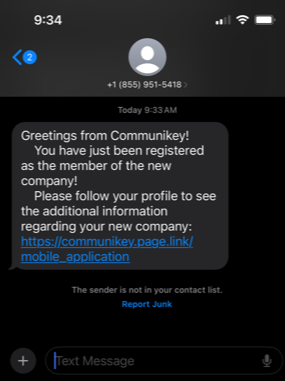 9:34
2
+1 (855) 951-5418
Today 9:33 AM
Greetings from Communikey!
You have just been registered
as the member of the new
company!
Please follow your profile to see
the additional information
regarding your new company:
https://communikey.page.link/
mobile_application
The sender is not in your contact list.
Report Junk
Text Message